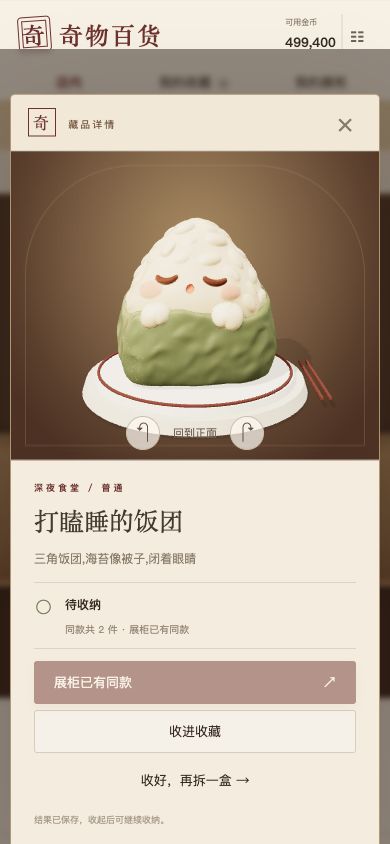 奇 奇物百货
可用金币
499,400
奇 藏品详情
回到正面
深夜食堂 / 普通
打瞌睡的饭团
三角饭团,海苔像被子,闭着眼睛
待收纳
同款共 2 件 · 展柜已有同款
展柜已有同款 ↗
收进收藏
收好，再拆一盒 →
结果已保存，收起后可继续收纳。